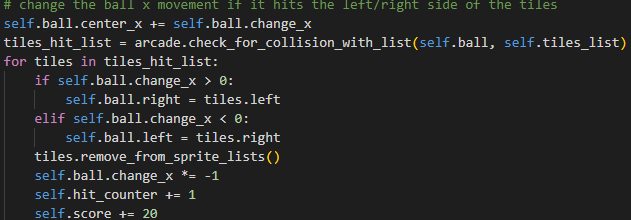 # change the ball x movement if it hits the left/right side of the tiles
self.ball.center_x += self.ball.change_x
tiles_hit_list = arcade.check_for_collision_with_list(self.ball, self.tiles_list)
for tiles in tiles_hit_list:
    if self.ball.change_x > 0:
        self.ball.right = tiles.left
    elif self.ball.change_x < 0:
        self.ball.left = tiles.right
    tiles.remove_from_sprite_lists()
    self.ball.change_x *= -1
    self.hit_counter += 1
    self.score += 20